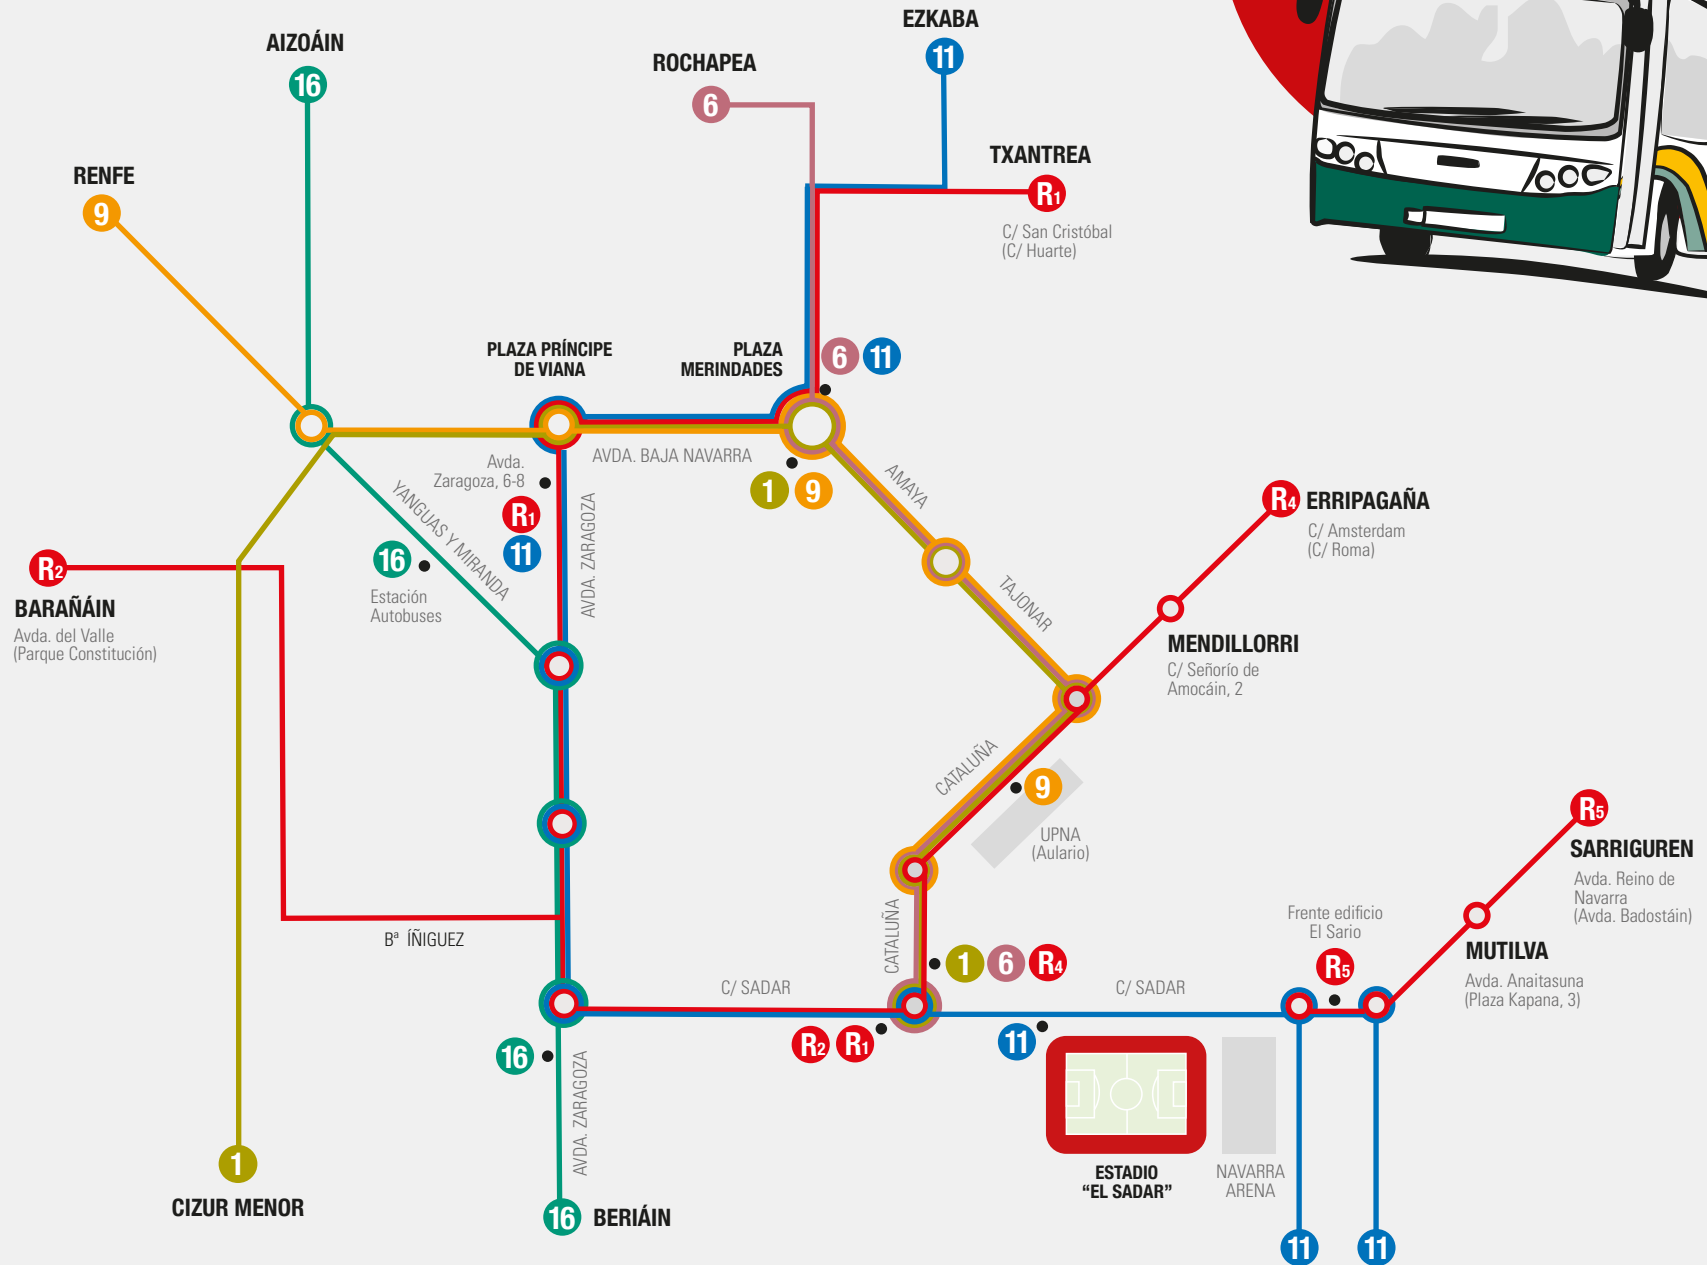 EZKABA
11
AIZOÁIN
16
ROCHAPEA
6
TXANTREA
R1
C/ San Cristóbal
(C/ Huarte)
RENFE
9
PLAZA PRÍNCIPE
DE VIANA
PLAZA
MERINDADES
6 11
AVDA. BAJA NAVARRA
1 9
Avda.
Zaragoza, 6-8
R1
11
AVDA. ZARAGOZA
YANGUAS Y MIRANDA
16
Estación
Autobuses
AMAYA
TAJONAR
R4 ERRIPAGAÑA
C/ Amsterdam
(C/ Roma)
R2
BARAÑÁIN
Avda. del Valle
(Parque Constitución)
MENDILLORRI
C/ Señorío de
Amocáin, 2
CATALUÑA
9
UPNA
(Aulario)
R5
SARRIGUREN
Avda. Reino de
Navarra
(Avda. Badostáin)
Bª ÍÑIGUEZ
CATALUÑA
1 6 R4
Frente edificio
El Sario
R5
MUTILVA
Avda. Anaitasuna
(Plaza Kapana, 3)
C/ SADAR
C/ SADAR
R2 R1
11
16
AVDA. ZARAGOZA
ESTADIO
“EL SADAR”
NAVARRA
ARENA
1
CIZUR MENOR
16 BERIÁIN
11
11